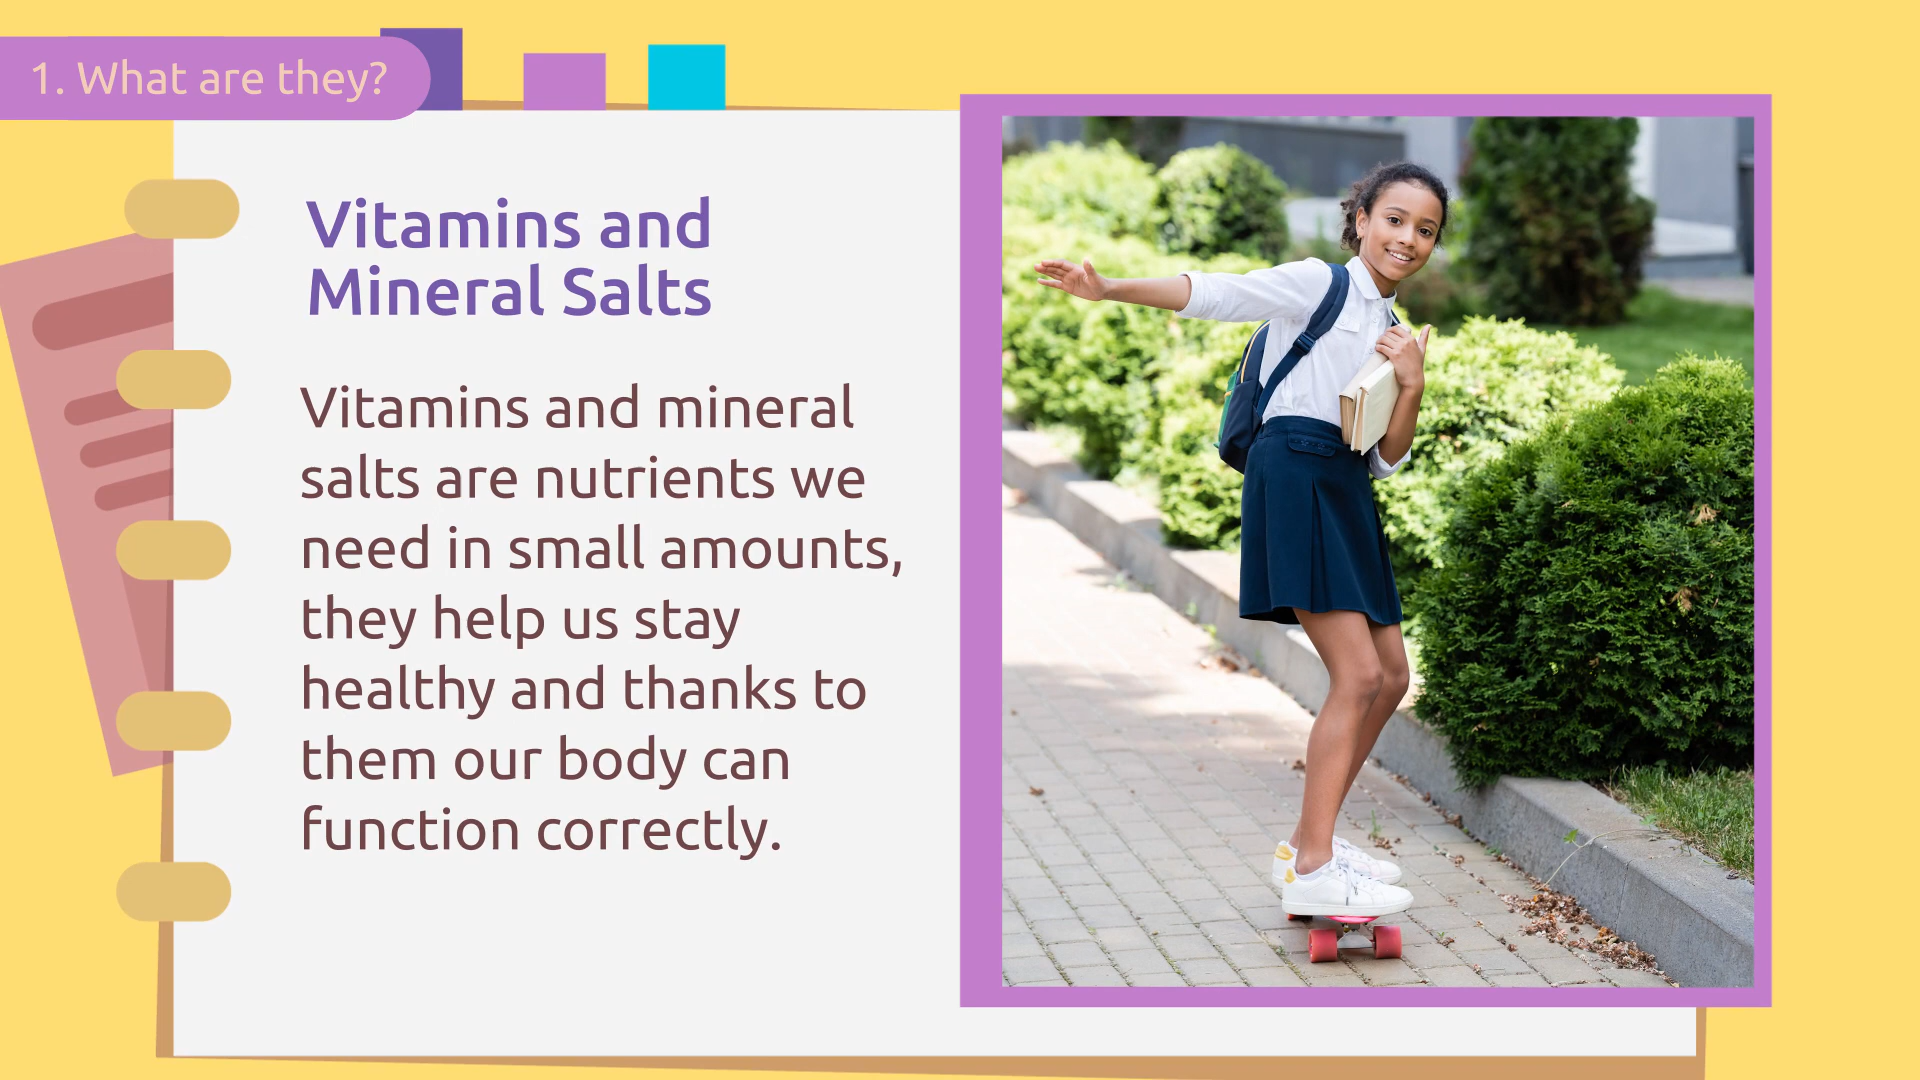 1. What are they?
Vitamins and
Mineral Salts
Vitamins and mineral
salts are nutrients we
need in small amounts,
they help us stay
healthy and thanks to
them our body can
function correctly.